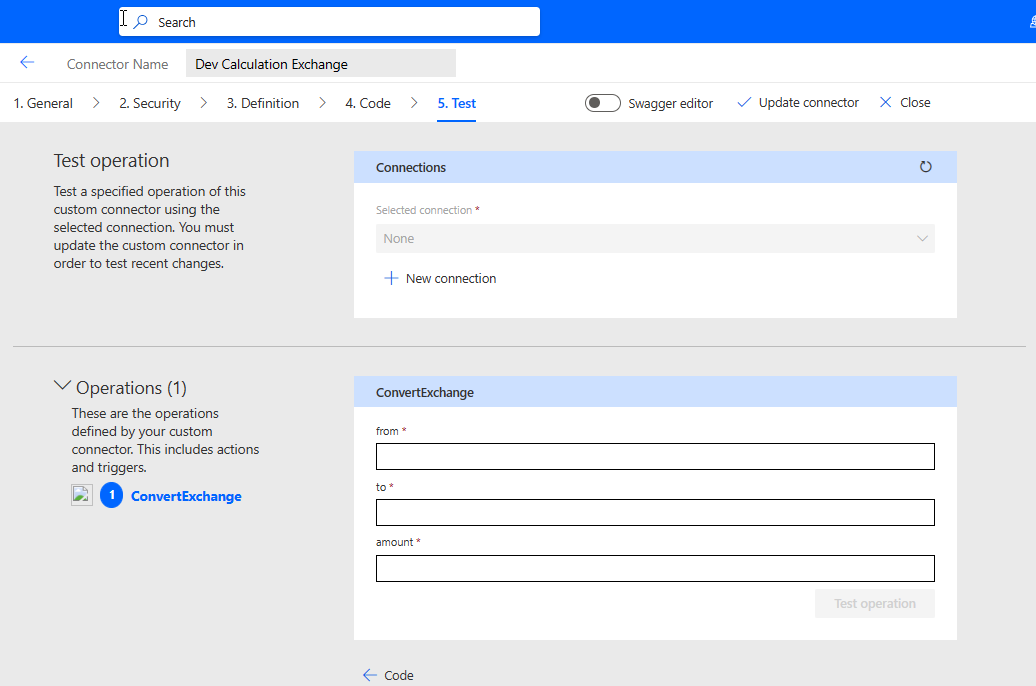 Search
Connector Name
Dev Calculation Exchange
1. General
2. Security
3. Definition
4. Code
5. Test
Swagger editor
Update connector
Close
Test operation
Test a specified operation of this
custom connector using the
selected connection. You must
update the custom connector in
order to test recent changes.
Connections
Selected connection *
None
New connection
Operations (1)
These are the operations
defined by your custom
connector. This includes actions
and triggers.
1 ConvertExchange
ConvertExchange
from *
to *
amount *
Test operation
Code